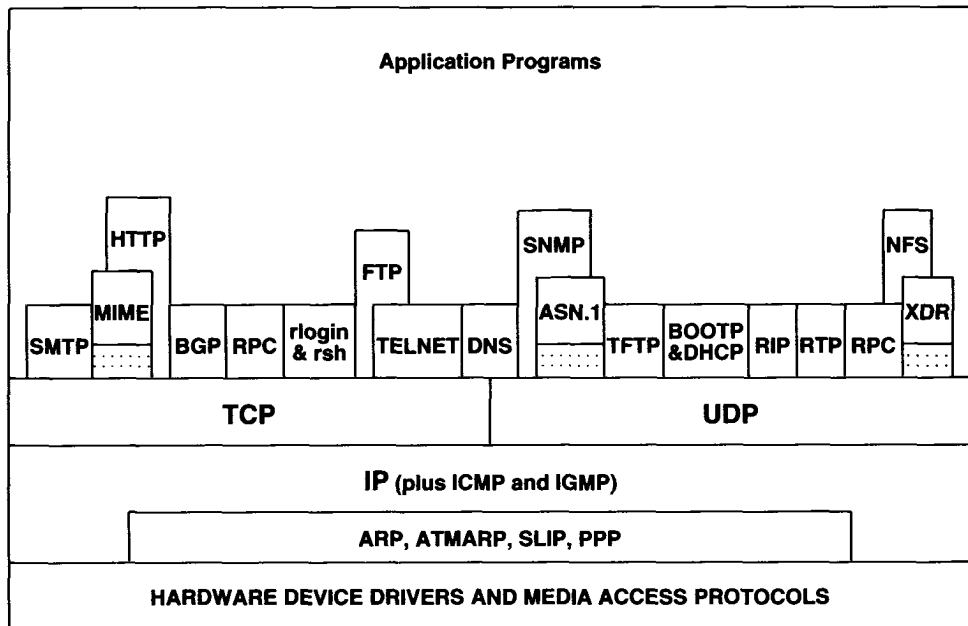 Application Programs
HTTP
SNMP
NFS
FTP
MIME
ASN.1
XDR
SMTP
BGP
RPC
rlogin
& rsh
TELNET
DNS
TFTP
BOOTP
&DHCP
RIP
RTP
RPC
TCP
UDP
IP (plus ICMP and IGMP)
ARP, ATMARP, SLIP, PPP
HARDWARE DEVICE DRIVERS AND MEDIA ACCESS PROTOCOLS